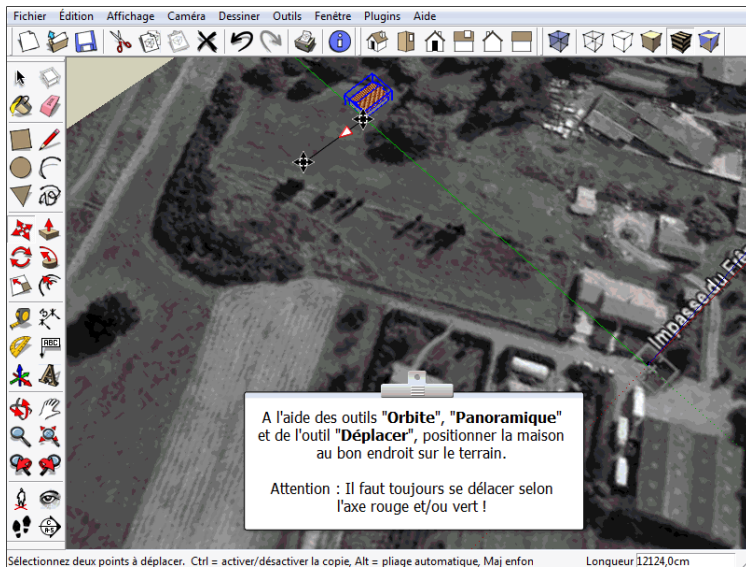 Fichier Édition Affichage Caméra Dessiner Outils Fenêtre Plugins Aide
Impasse du Frê
A l'aide des outils "Orbite", "Panoramique"
et de l'outil "Déplacer", positionner la maison
au bon endroit sur le terrain.
Attention : Il faut toujours se délacer selon
l'axe rouge et/ou vert !
Sélectionnez deux points à déplacer. Ctrl = activer/désactiver la copie, Alt = pliage automatique, Maj enfon
Longueur 12124,0cm
ABC